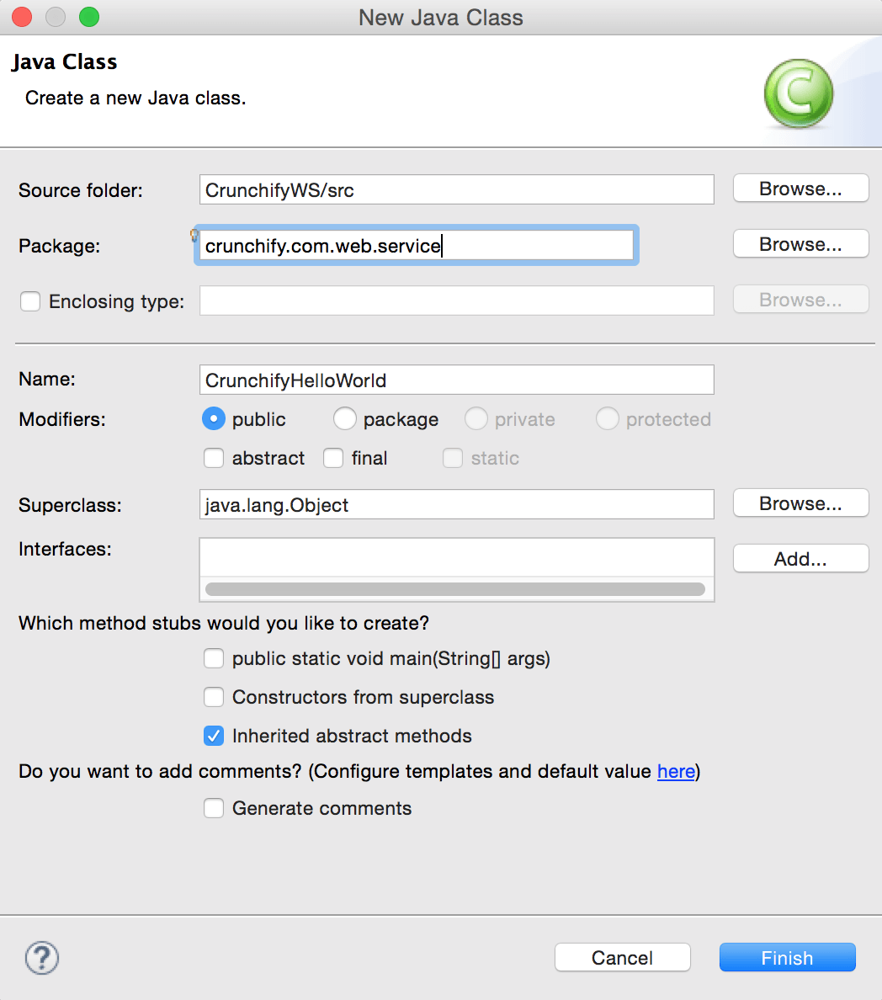 New Java Class
Java Class
Create a new Java class.
C
Source folder: CrunchifyWS/src Browse...
Package: crunchify.com.web.service Browse...
Enclosing type: Browse...
Name: CrunchifyHelloWorld
Modifiers: public package private protected
abstract final static
Superclass: java.lang.Object Browse...
Interfaces: Add...
Which method stubs would you like to create?
public static void main(String[] args)
Constructors from superclass
Inherited abstract methods
Do you want to add comments? (Configure templates and default value here)
Generate comments
? Cancel Finish